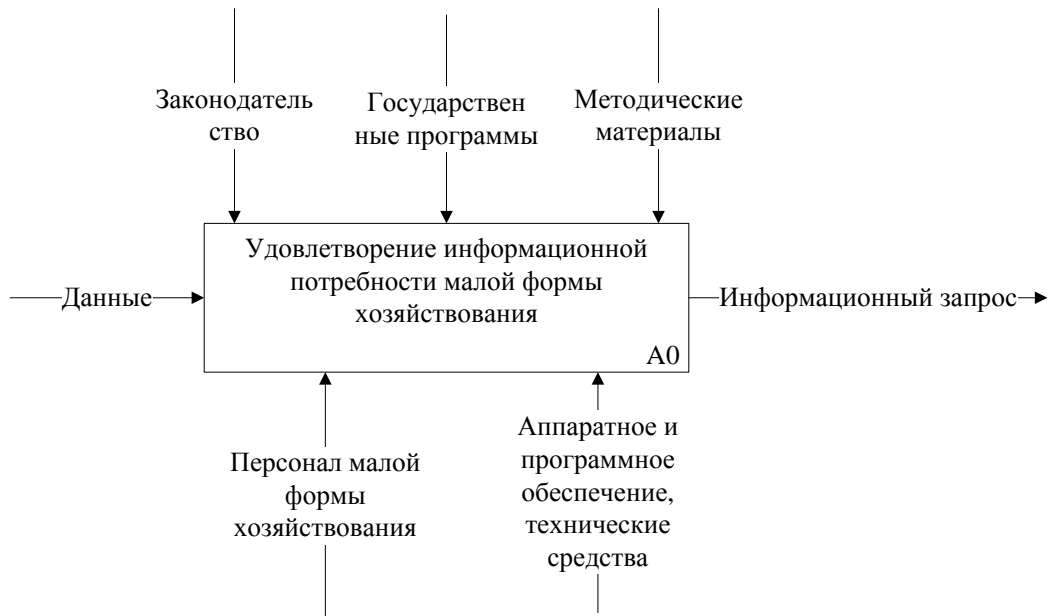 Законодатель
ство
Государствен
ные программы
Методические
материалы
Удовлетворение информационной
потребности малой формы
хозяйствования
A0
Данные
Информационный запрос
Персонал малой
формы
хозяйствования
Аппаратное и
программное
обеспечение,
технические
средства